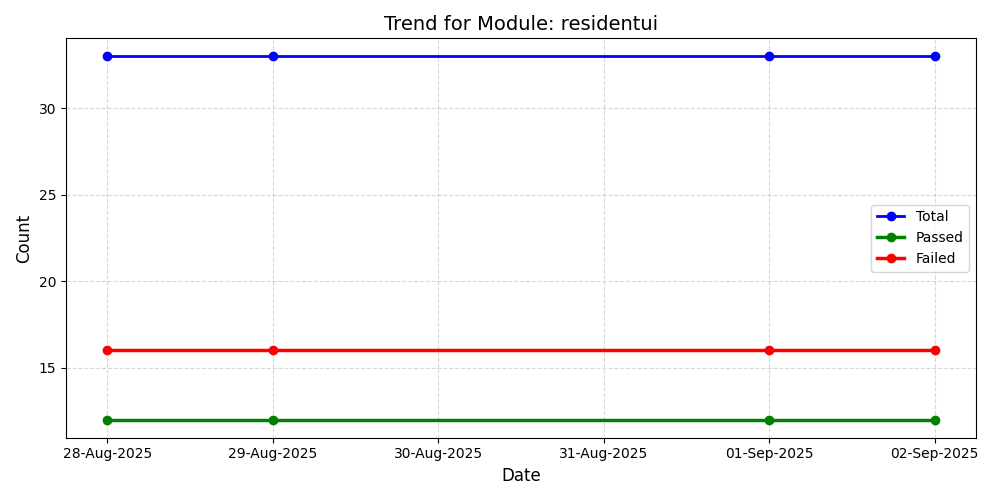 Trend for Module: residentui
Count
30
25
20
15
Total
Passed
Failed
28-Aug-2025
29-Aug-2025
30-Aug-2025
31-Aug-2025
01-Sep-2025
02-Sep-2025
Date